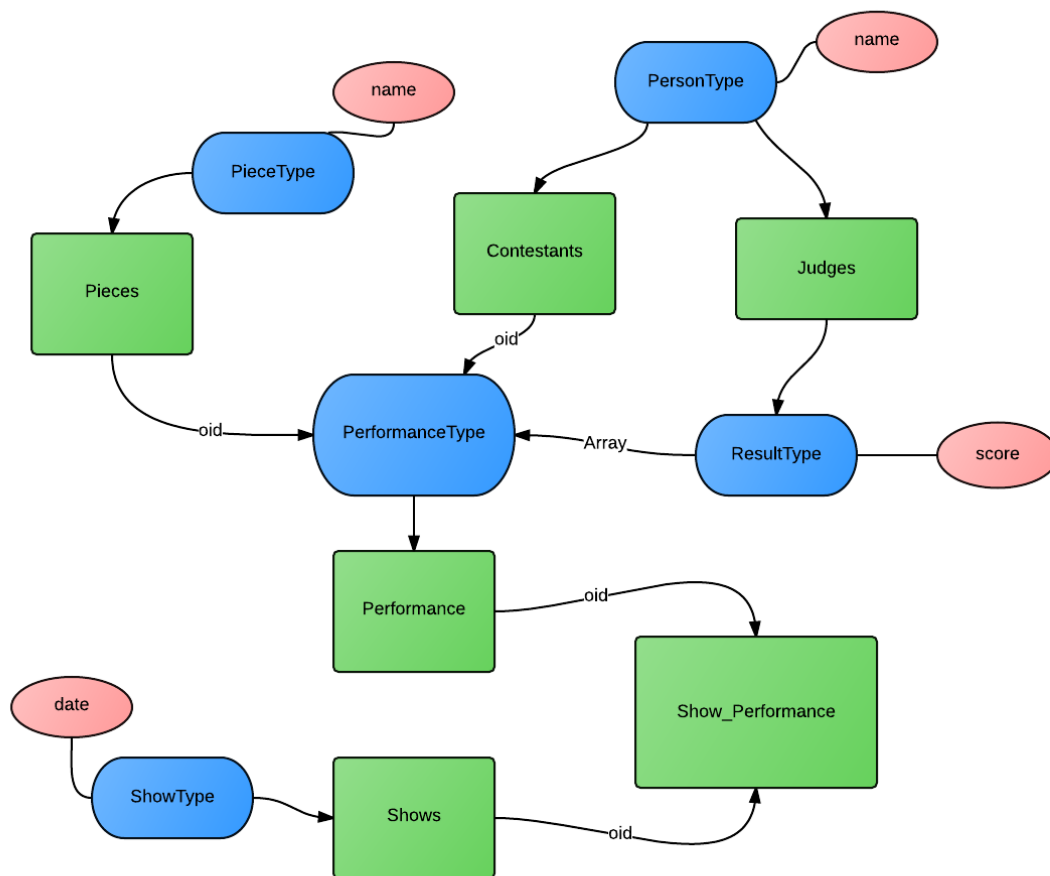 name
PersonType
name
PieceType
Contestants
Judges
Pieces
oid
oid
PerformanceType
Array
ResultType
score
Performance
oid
Show_Performance
date
ShowType
Shows
oid